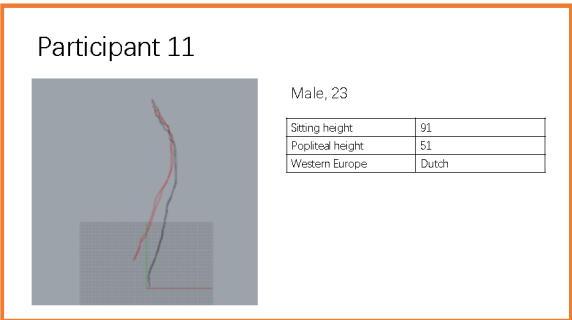 Participant 11
Male, 23
Sitting height 91
Popliteal height 51
Western Europe Dutch